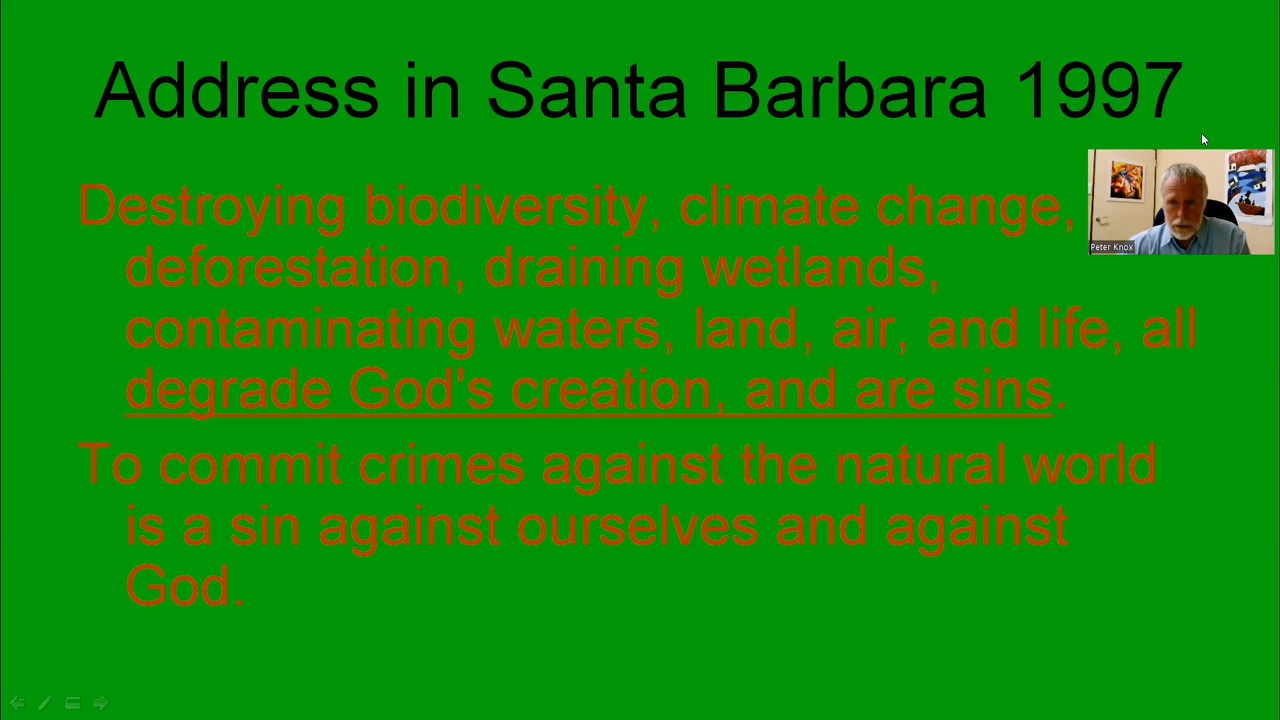 Address in Santa Barbara 1997
Destroying biodiversity, climate change,
deforestation, draining wetlands,
contaminating waters, land, air, and life, all
degrade God's creation, and are sins.
To commit crimes against the natural world
is a sin against ourselves and against
God.
Peter Knox